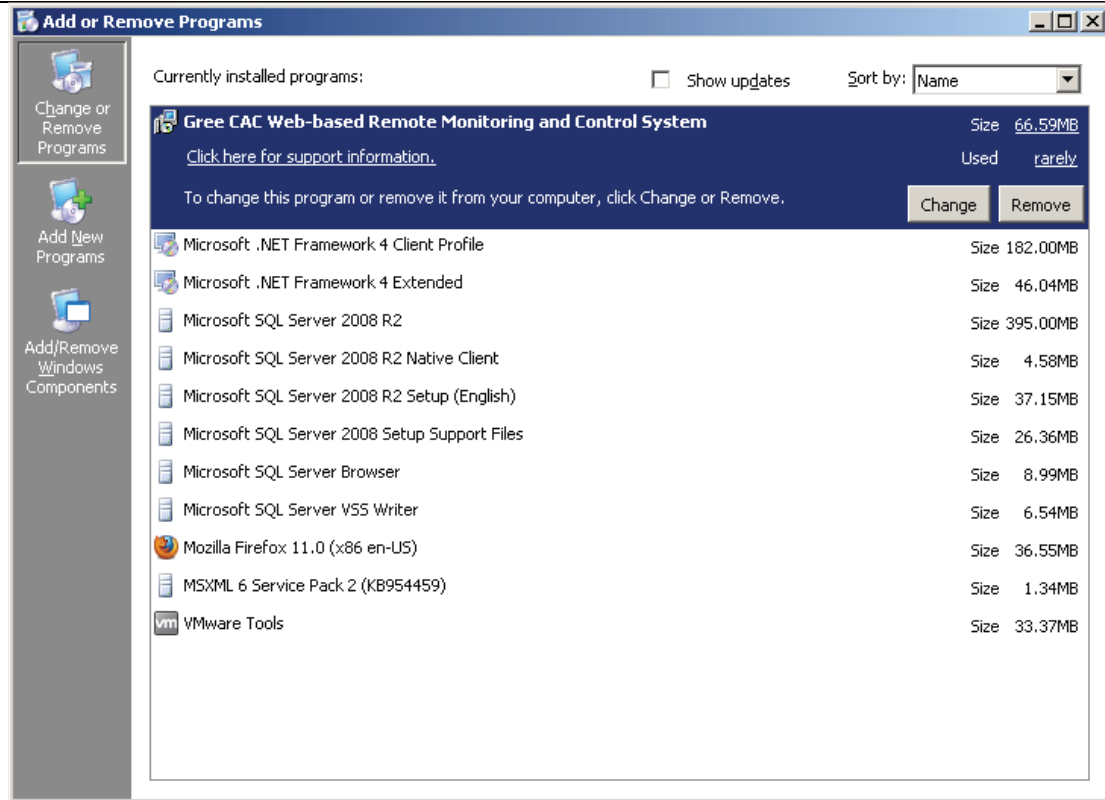 Add or Remove Programs
Change or
Remove
Programs
Add New
Programs
Add/Remove
Windows
Components
Currently installed programs:
Show updates
Sort by: Name
Gree CAC Web-based Remote Monitoring and Control System Size 66.59MB
Click here for support information. Used rarely
To change this program or remove it from your computer, click Change or Remove. Change Remove
Microsoft .NET Framework 4 Client Profile Size 182.00MB
Microsoft .NET Framework 4 Extended Size 46.04MB
Microsoft SQL Server 2008 R2 Size 395.00MB
Microsoft SQL Server 2008 R2 Native Client Size 4.58MB
Microsoft SQL Server 2008 R2 Setup (English) Size 37.15MB
Microsoft SQL Server 2008 Setup Support Files Size 26.36MB
Microsoft SQL Server Browser Size 8.99MB
Microsoft SQL Server VSS Writer Size 6.54MB
Mozilla Firefox 11.0 (x86 en-US) Size 36.55MB
MSXML 6 Service Pack 2 (KB954459) Size 1.34MB
vm VMware Tools Size 33.37MB